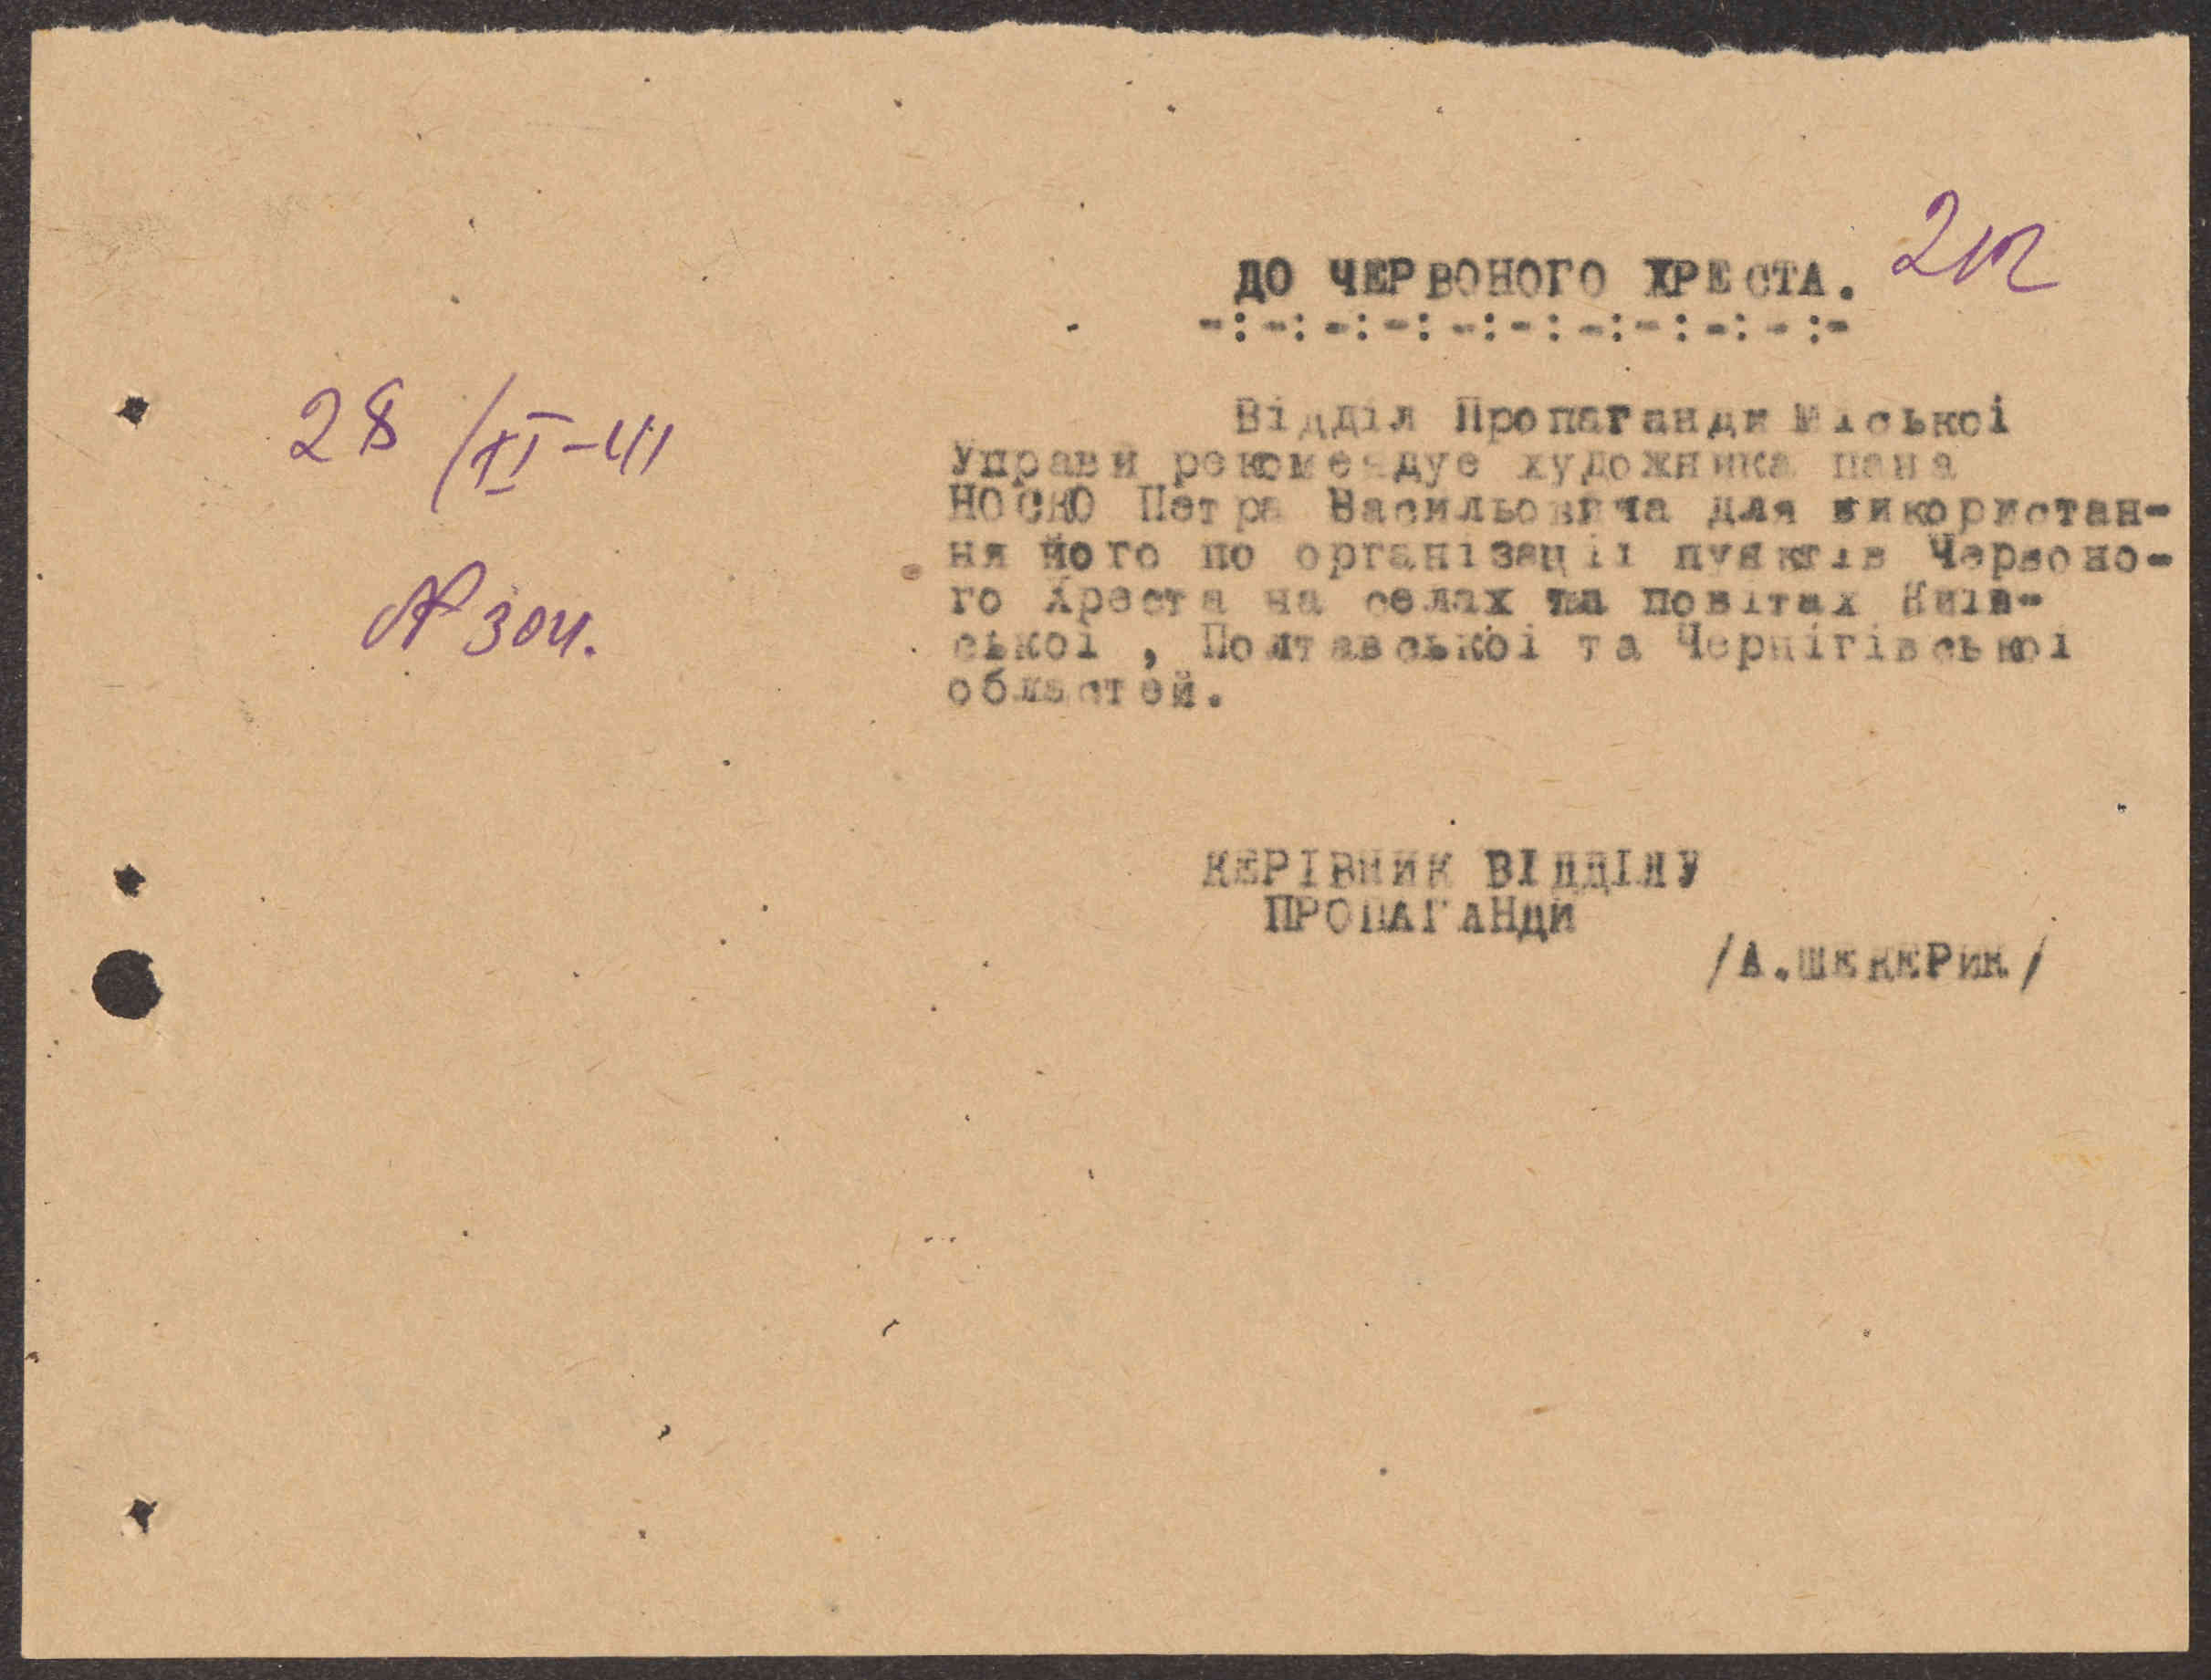 ДО ЧЕРВОНОГО ХРЕСТА.
-:-:-:-:-:-:-:-:-:-:-
28/XI-41
№ 304.
Відділ Пропаганди Міської
Управи рекомендує художника пана
НОСКО Петра Васильовича для використан-
ня його по організації пунктів Червоно-
го Хреста на селах та повітах Київ-
ської , Полтавської та Чернігівської
областей.
КЕРІВНИК ВІДДІЛУ
ПРОПАГАНДИ
/А.ШЕКЕРИК/